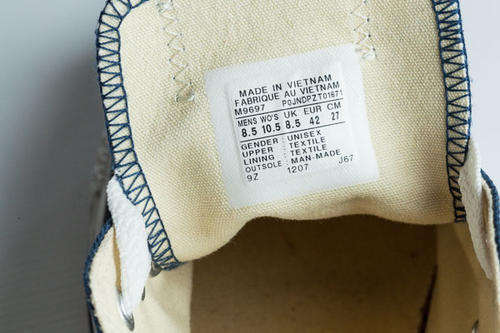 MADE IN VIETNAM
FABRIQUE AU VIETNAM
M9697 P0JNDPZT01671
MENS WO'S UK EUR CM
8.5 10.5 8.5 42 27
GENDER : UNISEX
UPPER : TEXTILE
LINING : TEXTILE
OUTSOLE : MAN-MADE
9Z 1207 J67